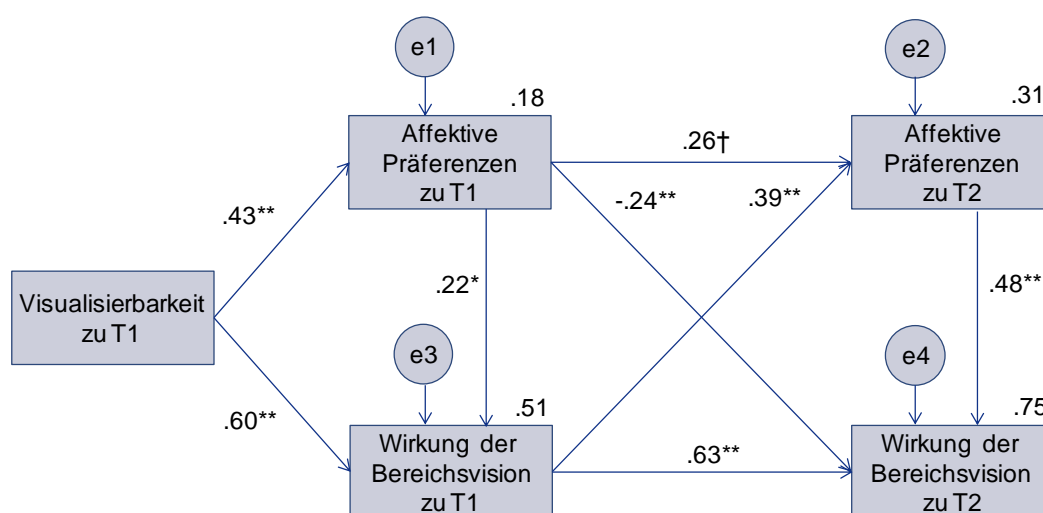 e1
e2
.18
.31
Affektive
Präferenzen
zu T1
Affektive
Präferenzen
zu T2
.26†
-.24**
.39**
.43**
.22*
.48**
Visualisierbarkeit
zu T1
e3
e4
.60**
.51
.75
Wirkung der
Bereichsvision
zu T1
.63**
Wirkung der
Bereichsvision
zu T2